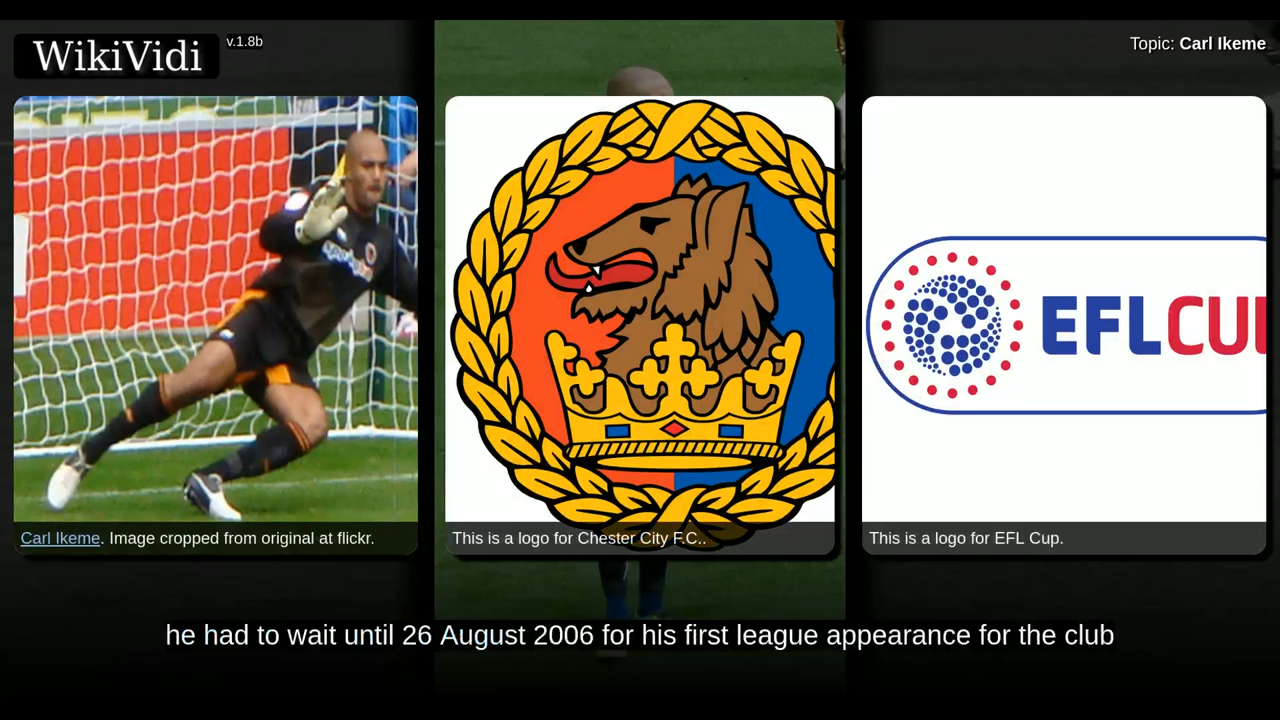 WikiVidi
v.1.8b
Topic: Carl Ikeme
EFLCU
Carl Ikeme. Image cropped from original at flickr.
This is a logo for Chester City F.C..
This is a logo for EFL Cup.
he had to wait until 26 August 2006 for his first league appearance for the club